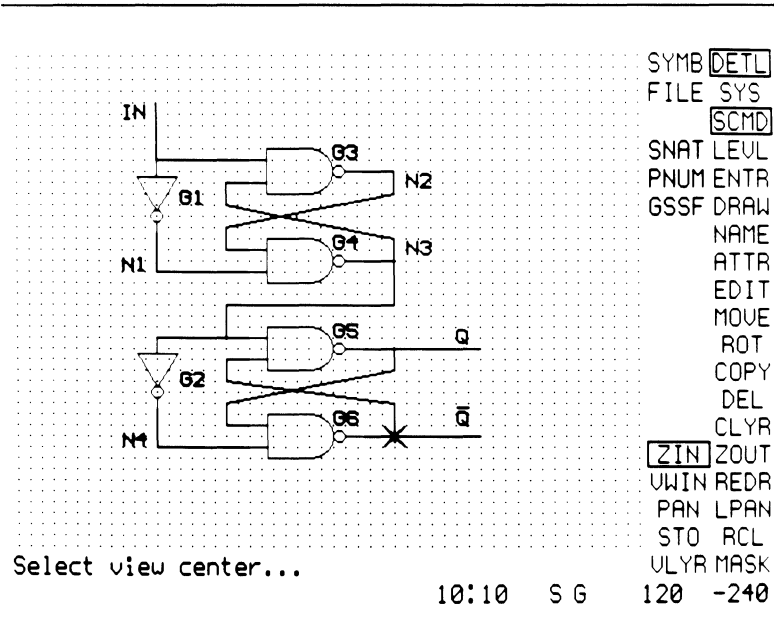 SYMB DETL
FILE SYS
IN
SCMD
G3
SNAT LEVL
N2
PNUM ENTR
G1
GSSF DRAW
NAME
G4
N3
N1
ATTR
EDIT
MOVE
G5
Q
ROT
G2
COPY
DEL
G6
Q̅
CLYR
N4
ZIN ZOUT
VWIN REDR
PAN LPAN
STO RCL
Select view center...
VLYR MASK
10:10 S G 120 -240